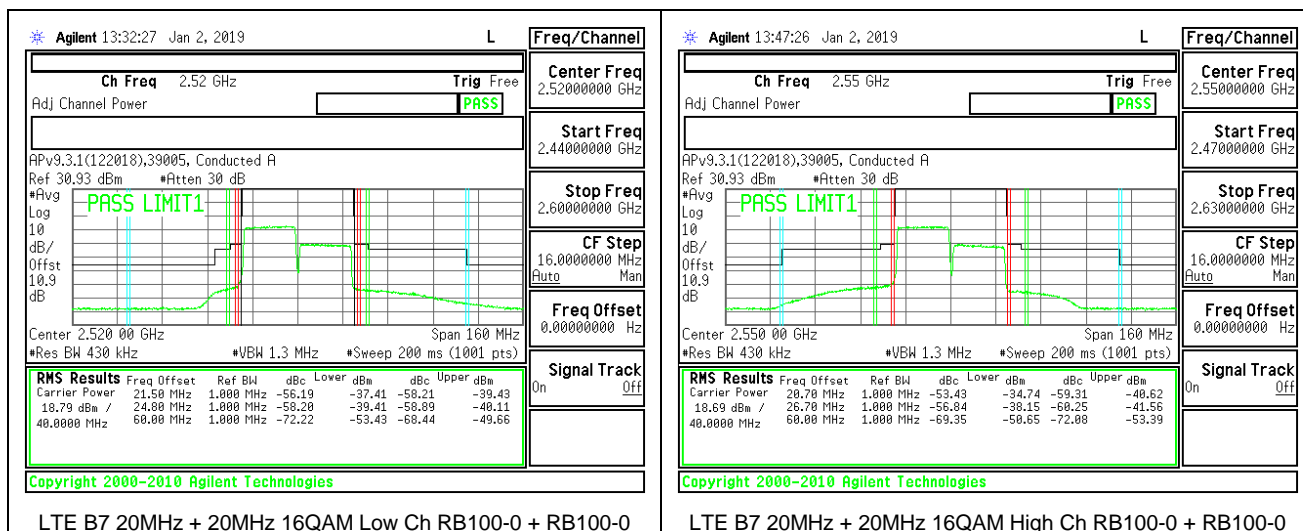 Agilent 13:32:27 Jan 2, 2019 L
Ch Freq 2.52 GHz Trig Free
Adj Channel Power PASS
APv9.3.1(122018),39005, Conducted A
Ref 30.93 dBm #Atten 30 dB
#Avg
Log
10
dB/
Offst
10.9
dB
PASS LIMIT1
Center 2.520 00 GHz Span 160 MHz
#Res BW 430 kHz #VBW 1.3 MHz #Sweep 200 ms (1001 pts)
RMS Results Freq Offset Ref BW dBc Lower dBm dBc Upper dBm
Carrier Power 21.50 MHz 1.000 MHz -56.19 -37.41 -58.21 -39.43
18.79 dBm / 24.80 MHz 1.000 MHz -58.20 -39.41 -58.89 -40.11
40.0000 MHz 60.00 MHz 1.000 MHz -72.22 -53.43 -68.44 -49.66
Copyright 2000-2010 Agilent Technologies
Freq/Channel
Center Freq
2.52000000 GHz
Start Freq
2.44000000 GHz
Stop Freq
2.60000000 GHz
CF Step
16.0000000 MHz
Auto Man
Freq Offset
0.00000000 Hz
Signal Track
On Off
LTE B7 20MHz + 20MHz 16QAM Low Ch RB100-0 + RB100-0
Agilent 13:47:26 Jan 2, 2019 L
Ch Freq 2.55 GHz Trig Free
Adj Channel Power PASS
APv9.3.1(122018),39005, Conducted A
Ref 30.93 dBm #Atten 30 dB
#Avg
Log
10
dB/
Offst
10.9
dB
PASS LIMIT1
Center 2.550 00 GHz Span 160 MHz
#Res BW 430 kHz #VBW 1.3 MHz #Sweep 200 ms (1001 pts)
RMS Results Freq Offset Ref BW dBc Lower dBm dBc Upper dBm
Carrier Power 20.70 MHz 1.000 MHz -53.43 -34.74 -59.31 -40.62
18.69 dBm / 26.70 MHz 1.000 MHz -56.84 -38.15 -60.25 -41.56
40.0000 MHz 60.00 MHz 1.000 MHz -69.35 -50.65 -72.08 -53.39
Copyright 2000-2010 Agilent Technologies
Freq/Channel
Center Freq
2.55000000 GHz
Start Freq
2.47000000 GHz
Stop Freq
2.63000000 GHz
CF Step
16.0000000 MHz
Auto Man
Freq Offset
0.00000000 Hz
Signal Track
On Off
LTE B7 20MHz + 20MHz 16QAM High Ch RB100-0 + RB100-0